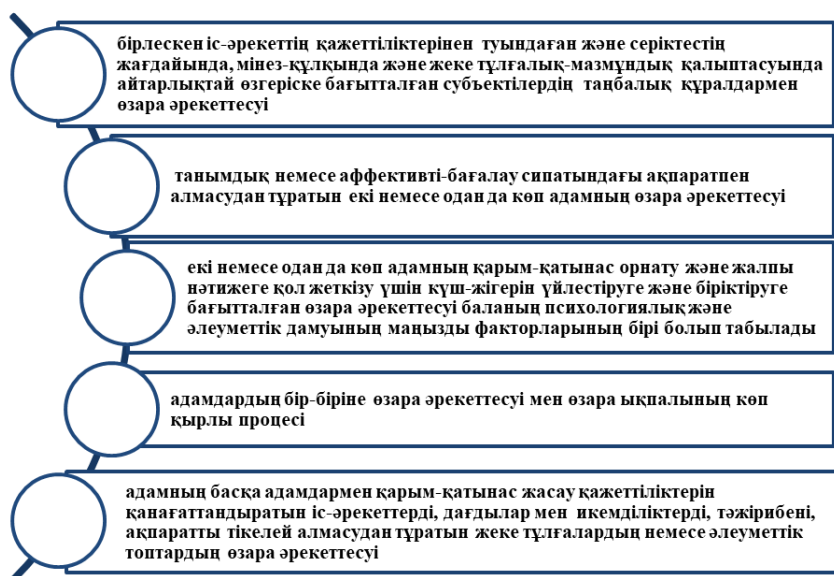 бірлескен іс-әрекеттің қажеттіліктерінен туындаған және серіктестің
жағдайында, мінез-құлқында және жеке тұлғалық-мазмұндық қалыптасуында
айтарлықтай өзгеріске бағытталған субъектілердің таңбалық құралдармен
өзара әрекеттесуі
танымдық немесе аффективті-бағалау сипатындағы ақпаратпен
алмасудан тұратын екі немесе одан да көп адамның өзара әрекеттесуі
екі немесе одан да көп адамның қарым-қатынас орнату және жалпы
нәтижеге қол жеткізу үшін күш-жігерін үйлестіруге және біріктіруге
бағытталған өзара әрекеттесуі баланың психологиялық және
әлеуметтік дамуының маңызды факторларының бірі болып табылады
адамдардың бір-біріне өзара әрекеттесуі мен өзара ықпалының көп
қырлы процесі
адамның басқа адамдармен қарым-қатынас жасау қажеттіліктерін
қанағаттандыратын іс-әрекеттерді, дағдылар мен икемділіктерді, тәжірибені,
ақпаратты тікелей алмасудан тұратын жеке тұлғалардың немесе әлеуметтік
топтардың өзара әрекеттесуі